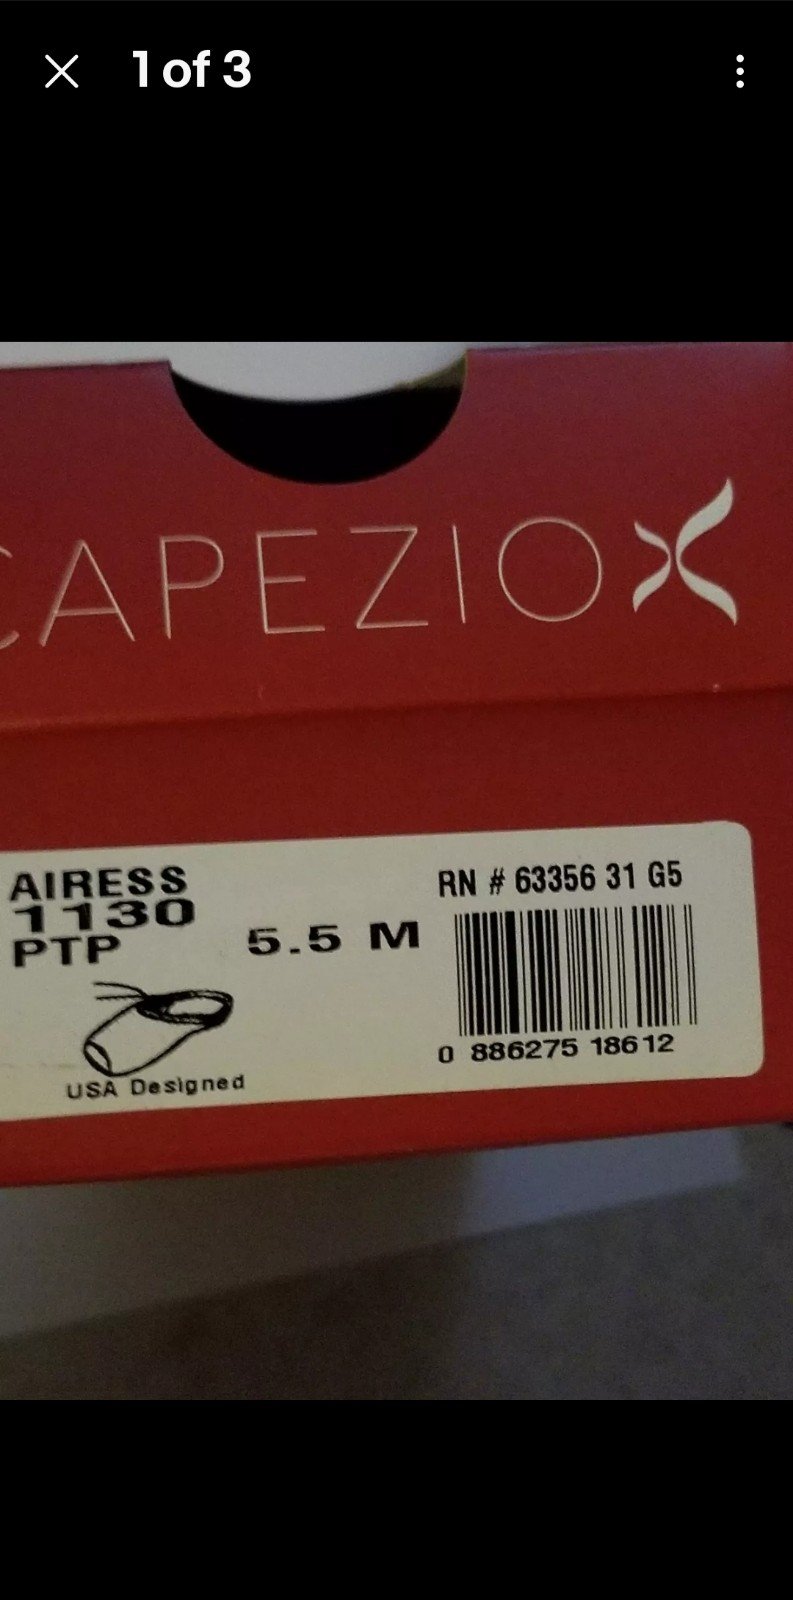 1 of 3
CAPEZIO
AIRESS
1130
PTP
5.5 M
USA Designed
RN # 63356 31 G5
0 886275 18612